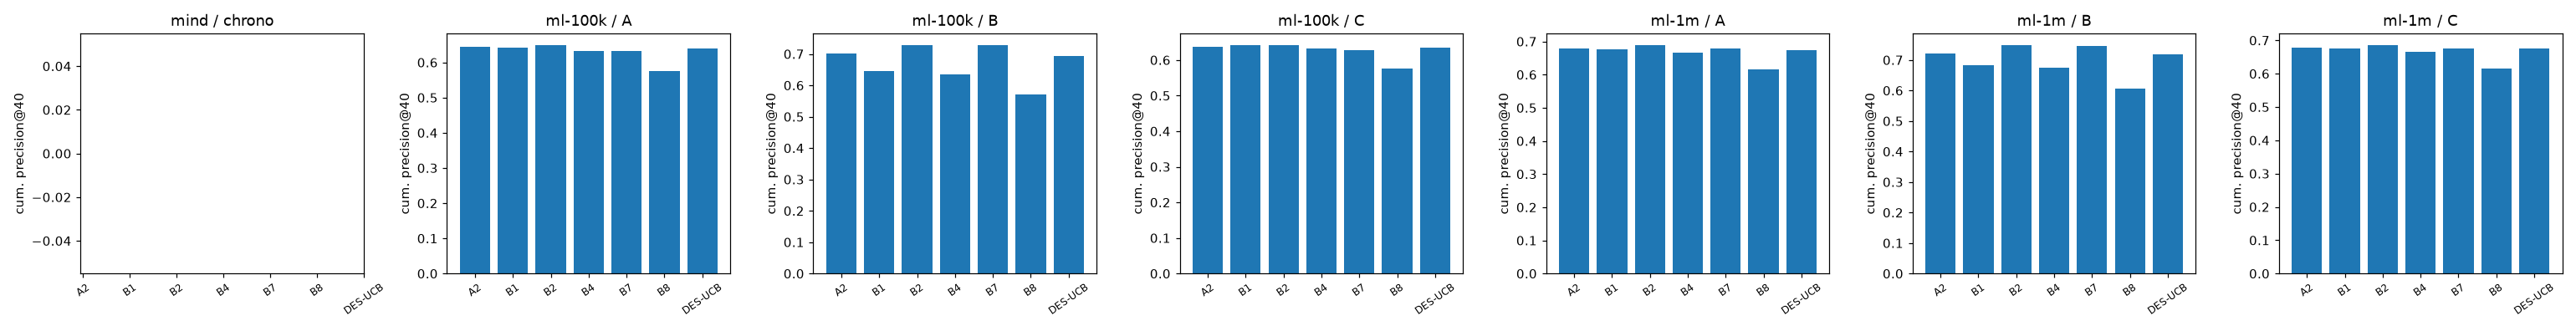 mind / chrono
cum. precision@40
0.04
0.02
0.00
−0.02
−0.04
A2 B1 B2 B4 B7 B8 DES-UCB
ml-100k / A
cum. precision@40
0.6
0.5
0.4
0.3
0.2
0.1
0.0
A2 B1 B2 B4 B7 B8 DES-UCB
ml-100k / B
cum. precision@40
0.7
0.6
0.5
0.4
0.3
0.2
0.1
0.0
A2 B1 B2 B4 B7 B8 DES-UCB
ml-100k / C
cum. precision@40
0.6
0.5
0.4
0.3
0.2
0.1
0.0
A2 B1 B2 B4 B7 B8 DES-UCB
ml-1m / A
cum. precision@40
0.7
0.6
0.5
0.4
0.3
0.2
0.1
0.0
A2 B1 B2 B4 B7 B8 DES-UCB
ml-1m / B
cum. precision@40
0.7
0.6
0.5
0.4
0.3
0.2
0.1
0.0
A2 B1 B2 B4 B7 B8 DES-UCB
ml-1m / C
cum. precision@40
0.7
0.6
0.5
0.4
0.3
0.2
0.1
0.0
A2 B1 B2 B4 B7 B8 DES-UCB